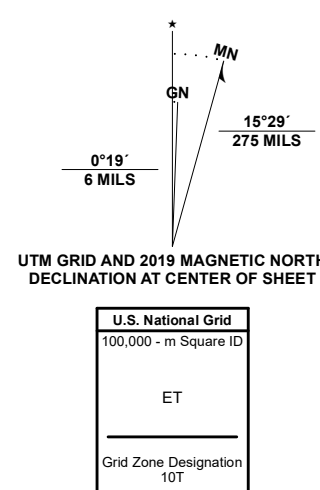 ★
MN
GN
15°29´
275 MILS
0°19´
6 MILS
UTM GRID AND 2019 MAGNETIC NORTH
DECLINATION AT CENTER OF SHEET
U.S. National Grid
100,000 - m Square ID
ET
Grid Zone Designation
10T